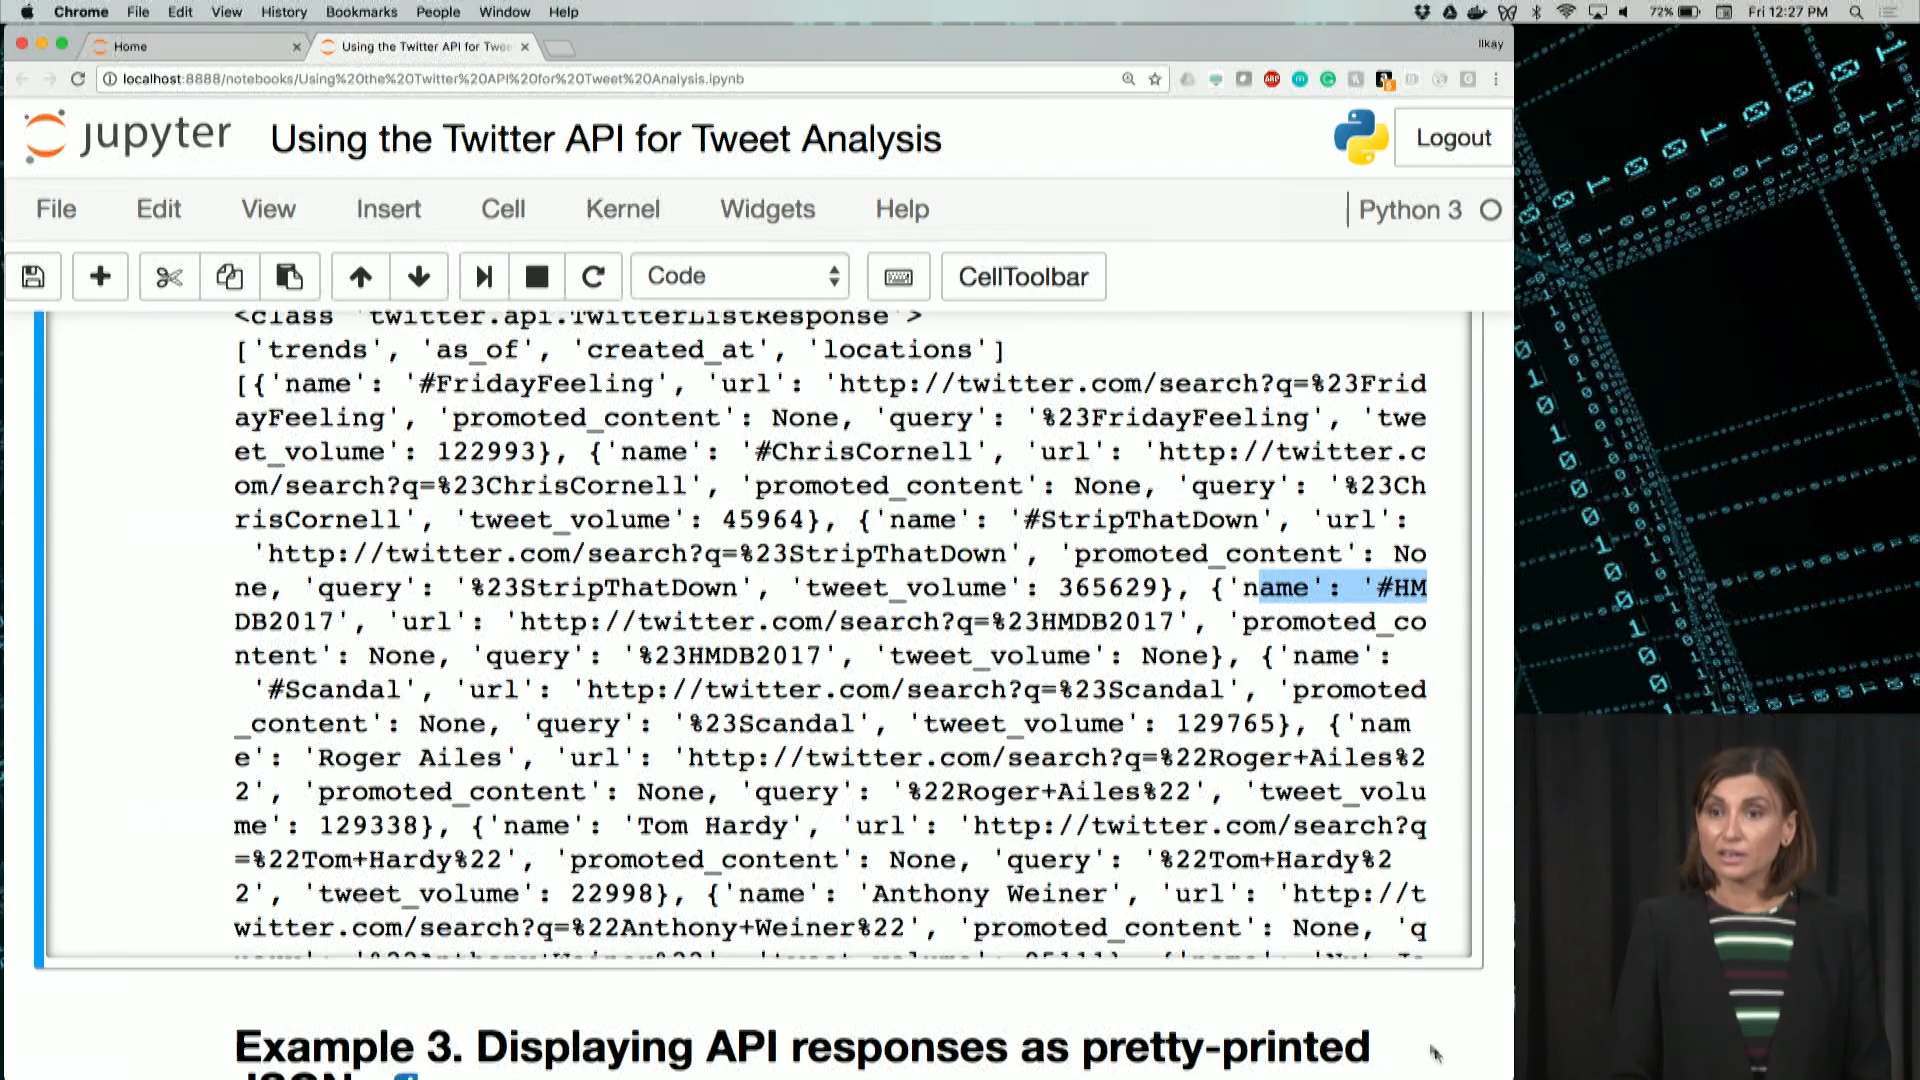 Chrome File Edit View History Bookmarks People Window Help 72% Fri 12:27 PM
Home Using the Twitter API for Twee Ilkay
localhost:8888/notebooks/Using%20the%20Twitter%20API%20for%20Tweet%20Analysis.ipynb
jupyter Using the Twitter API for Tweet Analysis Logout
File Edit View Insert Cell Kernel Widgets Help Python 3
Code CellToolbar
<class 'twitter.api.TwitterListResponse'>
['trends', 'as_of', 'created_at', 'locations']
[{'name': '#FridayFeeling', 'url': 'http://twitter.com/search?q=%23Frid
ayFeeling', 'promoted_content': None, 'query': '%23FridayFeeling', 'twe
et_volume': 122993}, {'name': '#ChrisCornell', 'url': 'http://twitter.c
om/search?q=%23ChrisCornell', 'promoted_content': None, 'query': '%23Ch
risCornell', 'tweet_volume': 45964}, {'name': '#StripThatDown', 'url':
'http://twitter.com/search?q=%23StripThatDown', 'promoted_content': No
ne, 'query': '%23StripThatDown', 'tweet_volume': 365629}, {'name': '#HM
DB2017', 'url': 'http://twitter.com/search?q=%23HMDB2017', 'promoted_co
ntent': None, 'query': '%23HMDB2017', 'tweet_volume': None}, {'name':
'#Scandal', 'url': 'http://twitter.com/search?q=%23Scandal', 'promoted
_content': None, 'query': '%23Scandal', 'tweet_volume': 129765}, {'nam
e': 'Roger Ailes', 'url': 'http://twitter.com/search?q=%22Roger+Ailes%2
2', 'promoted_content': None, 'query': '%22Roger+Ailes%22', 'tweet_volu
me': 129338}, {'name': 'Tom Hardy', 'url': 'http://twitter.com/search?q
=%22Tom+Hardy%22', 'promoted_content': None, 'query': '%22Tom+Hardy%2
2', 'tweet_volume': 22998}, {'name': 'Anthony Weiner', 'url': 'http://t
witter.com/search?q=%22Anthony+Weiner%22', 'promoted_content': None, 'q
Example 3. Displaying API responses as pretty-printed
JSON